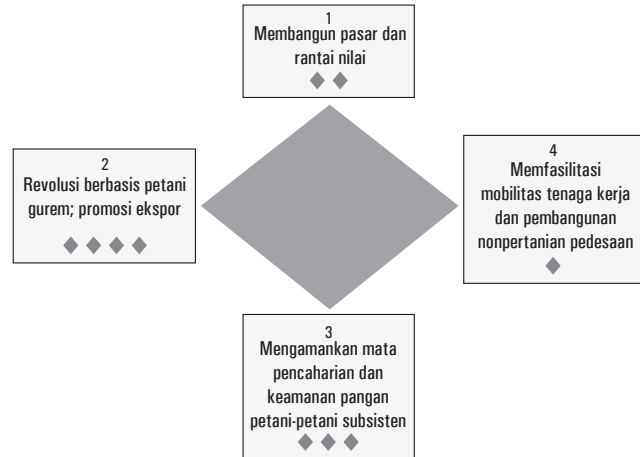 1
Membangun pasar dan
rantai nilai
◆ ◆
2
Revolusi berbasis petani
gurem; promosi ekspor
◆ ◆ ◆ ◆
4
Memfasilitasi
mobilitas tenaga kerja
dan pembangunan
nonpertanian pedesaan
◆
3
Mengamankan mata
pencaharian dan
keamanan pangan
petani-petani subsisten
◆ ◆ ◆